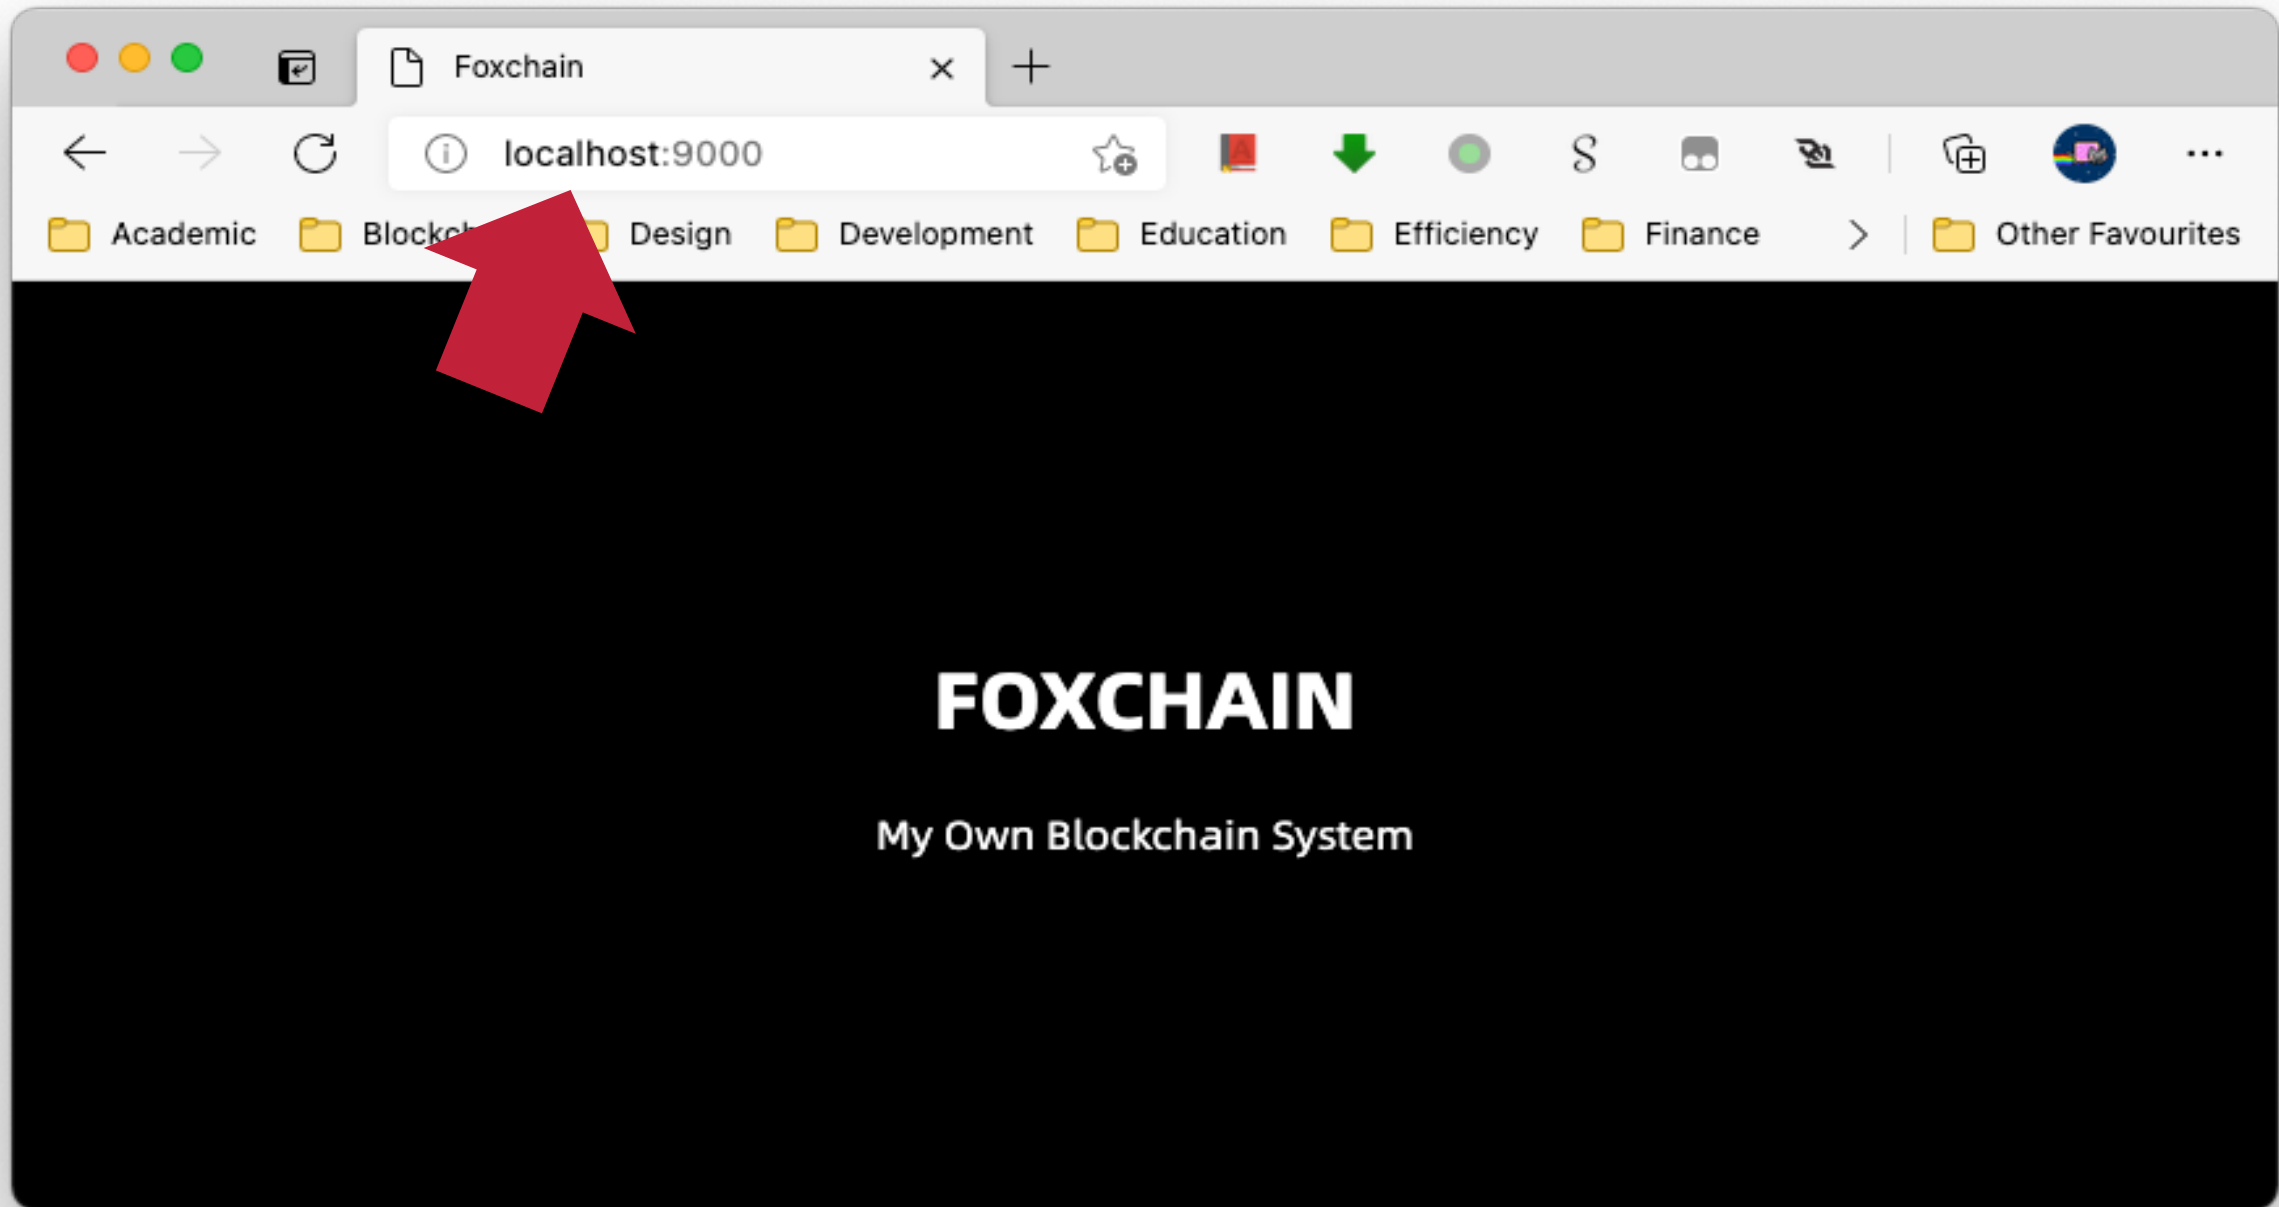 Foxchain
localhost:9000
Academic Design Development Education Efficiency Finance Other Favourites
FOXCHAIN
My Own Blockchain System